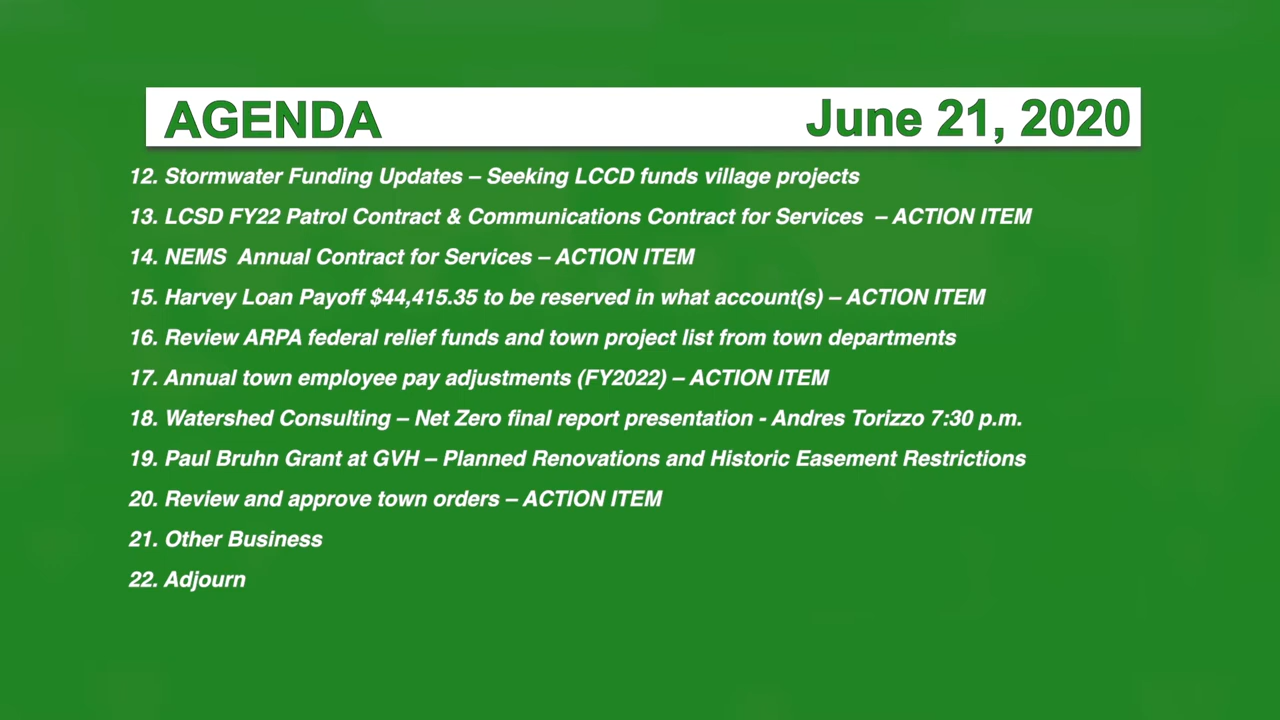 AGENDA June 21, 2020
12. Stormwater Funding Updates – Seeking LCCD funds village projects
13. LCSD FY22 Patrol Contract & Communications Contract for Services – ACTION ITEM
14. NEMS Annual Contract for Services – ACTION ITEM
15. Harvey Loan Payoff $44,415.35 to be reserved in what account(s) – ACTION ITEM
16. Review ARPA federal relief funds and town project list from town departments
17. Annual town employee pay adjustments (FY2022) – ACTION ITEM
18. Watershed Consulting – Net Zero final report presentation - Andres Torizzo 7:30 p.m.
19. Paul Bruhn Grant at GVH – Planned Renovations and Historic Easement Restrictions
20. Review and approve town orders – ACTION ITEM
21. Other Business
22. Adjourn